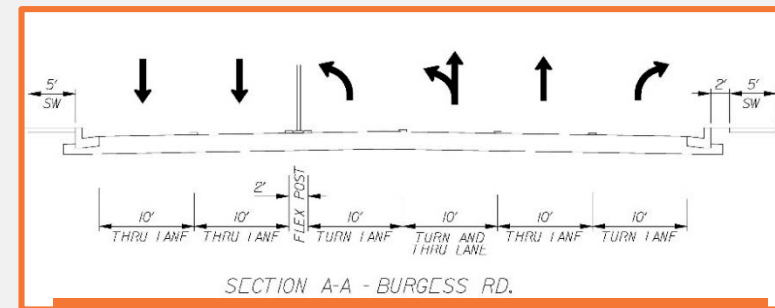 5'
SW
2'
5'
SW
2'
FLEX POST
10'
THRU LANE
10'
THRU LANE
10'
TURN LANE
10'
TURN AND
THRU LANE
10'
THRU LANE
10'
TURN LANE
SECTION A-A - BURGESS RD.